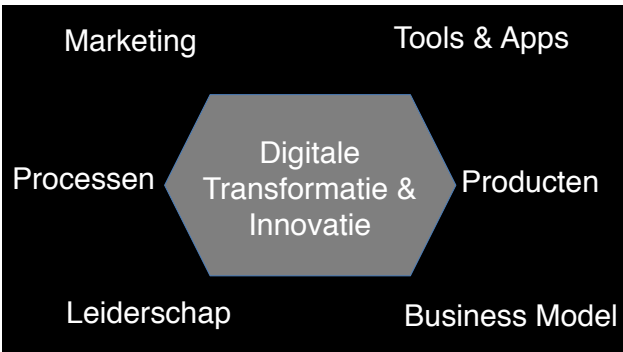 Marketing
Tools & Apps
Digitale
Processen
Transformatie &
Producten
Innovatie
Leiderschap
Business Model